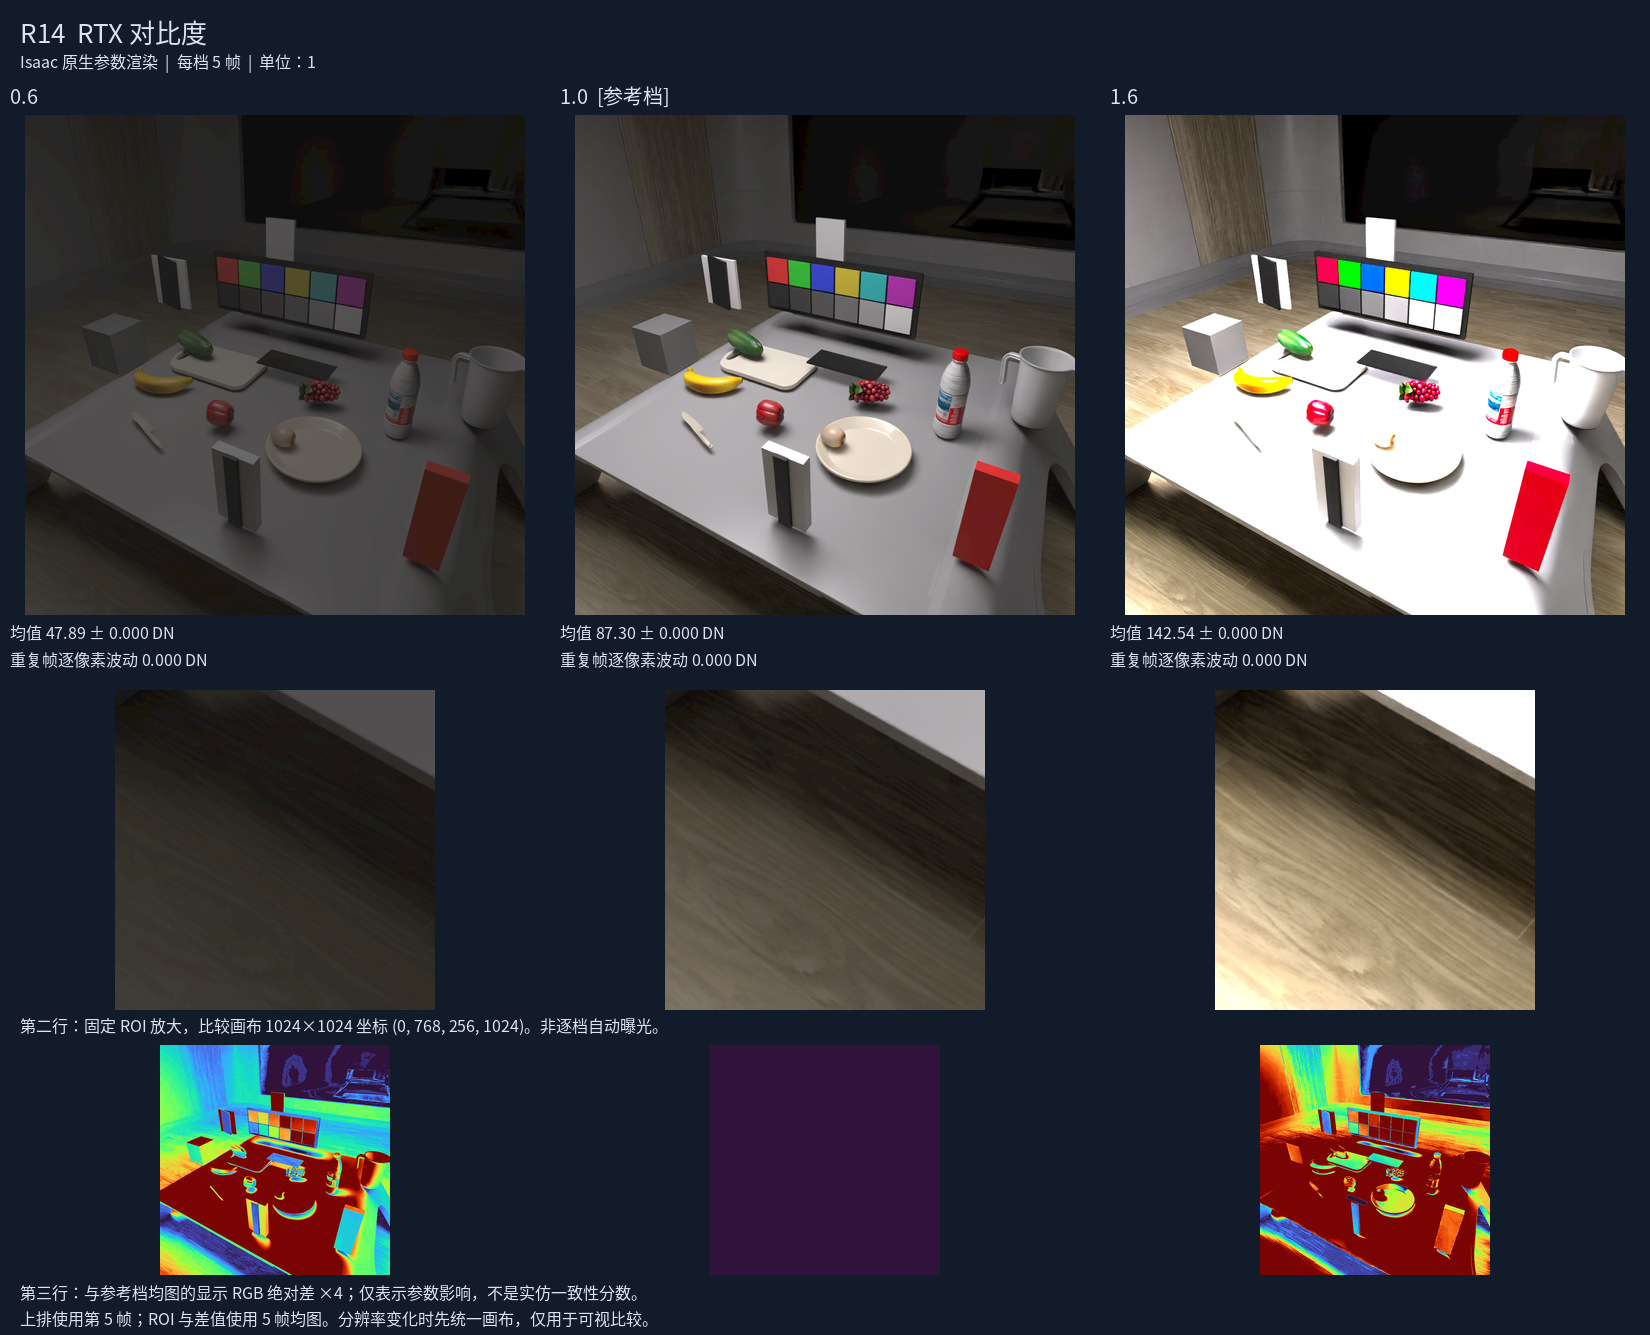 R14 RTX 对比度
Isaac 原生参数渲染 | 每档 5 帧 | 单位：1
0.6
1.0 [参考档]
1.6
均值 47.89 ± 0.000 DN
重复帧逐像素波动 0.000 DN
均值 87.30 ± 0.000 DN
重复帧逐像素波动 0.000 DN
均值 142.54 ± 0.000 DN
重复帧逐像素波动 0.000 DN
第二行：固定 ROI 放大，比较画布 1024×1024 坐标 (0, 768, 256, 1024)。非逐档自动曝光。
第三行：与参考档均图的显示 RGB 绝对差 ×4；仅表示参数影响，不是实仿一致性分数。
上排使用第 5 帧；ROI 与差值使用 5 帧均图。分辨率变化时先统一画布，仅用于可视比较。